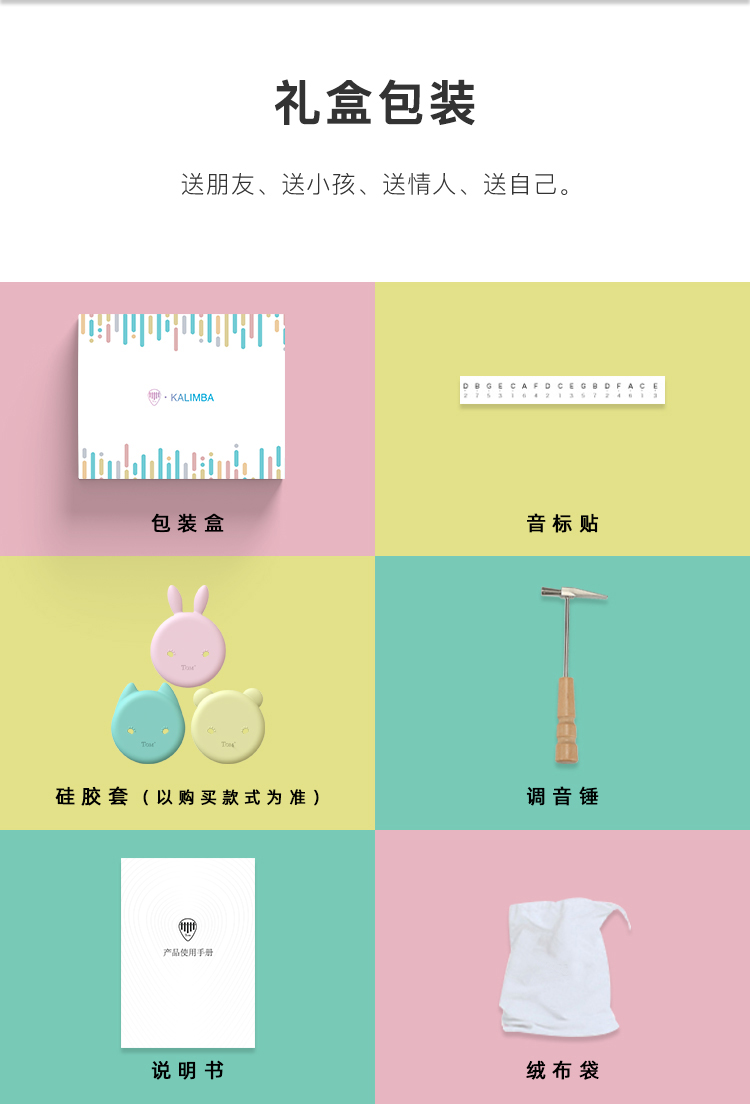 礼盒包装
送朋友、送小孩、送情人、送自己。
KALIMBA
包装盒
D B G E C A F D C E G B D F A C E
2 7 5 3 1 6 4 2 1 3 5 7 2 4 6 1 3
音标贴
硅胶套（以购买款式为准）
调音锤
产品使用手册
说明书
绒布袋